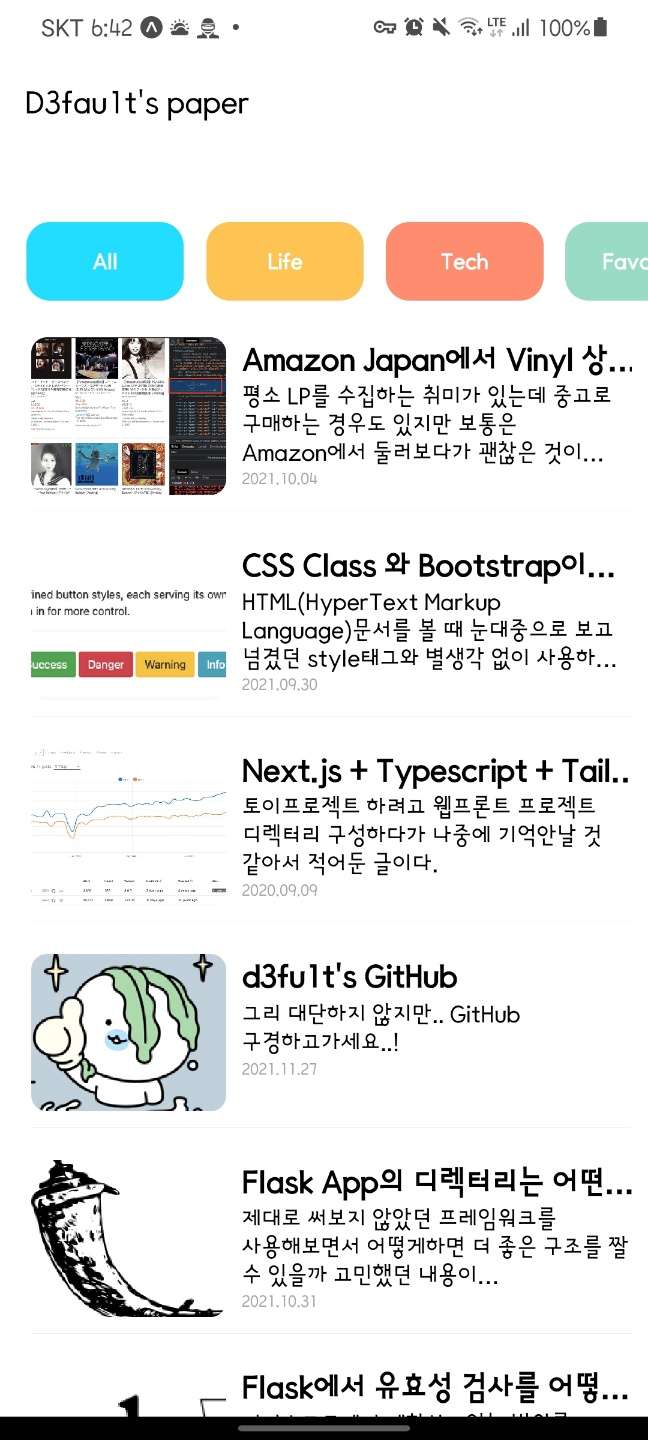 SKT 6:42
LTE
100%
D3fau1t's paper
All
Life
Tech
Favo
Amazon Japan에서 Vinyl 상...
평소 LP를 수집하는 취미가 있는데 중고로
구매하는 경우도 있지만 보통은
Amazon에서 둘러보다가 괜찮은 것이...
2021.10.04
ined button styles, each serving its own
in for more control.
uccess
Danger
Warning
Info
CSS Class 와 Bootstrap이...
HTML(HyperText Markup
Language)문서를 볼 때 눈대중으로 보고
넘겼던 style태그와 별생각 없이 사용하...
2021.09.30
Next.js + Typescript + Tail..
토이프로젝트 하려고 웹프론트 프로젝트
디렉터리 구성하다가 나중에 기억안날 것
같아서 적어둔 글이다.
2020.09.09
d3fu1t's GitHub
그리 대단하지 않지만.. GitHub
구경하고가세요..!
2021.11.27
Flask App의 디렉터리는 어떤...
제대로 써보지 않았던 프레임워크를
사용해보면서 어떻게하면 더 좋은 구조를 짤
수 있을까 고민했던 내용이...
2021.10.31
Flask에서 유효성 검사를 어떻...